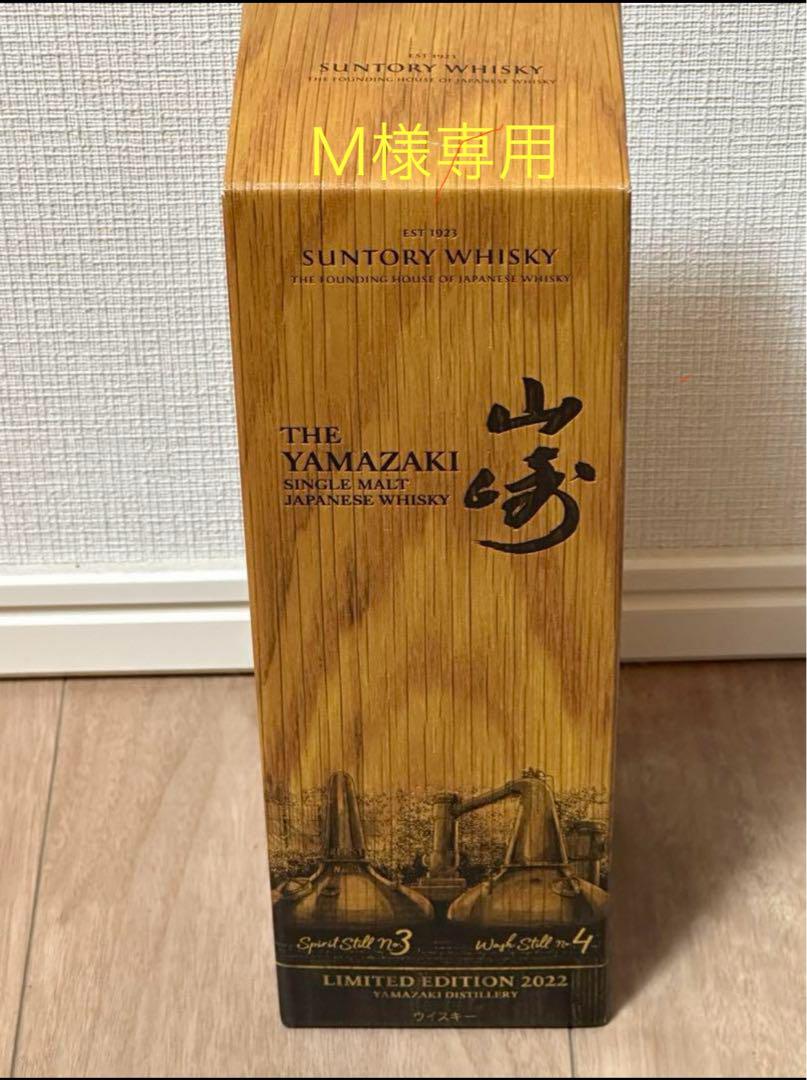 EST 1923
SUNTORY WHISKY
THE FOUNDING HOUSE OF JAPANESE WHISKY
M様専用
EST 1923
SUNTORY WHISKY
THE FOUNDING HOUSE OF JAPANESE WHISKY
THE
YAMAZAKI
SINGLE MALT
JAPANESE WHISKY
山崎
Spirit Still No3
Wash Still No4
LIMITED EDITION 2022
YAMAZAKI DISTILLERY
ウイスキー